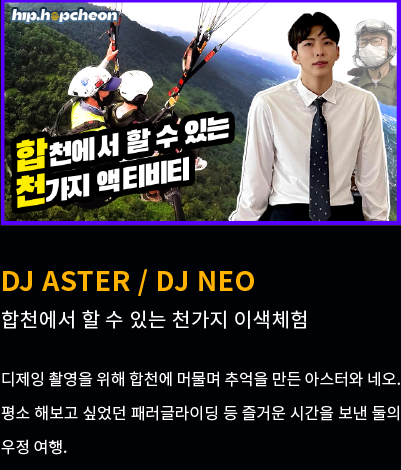 hip.hapcheon
합천에서 할 수 있는
천가지 액티비티
DJ ASTER / DJ NEO
합천에서 할 수 있는 천가지 이색체험
디제잉 촬영을 위해 합천에 머물며 추억을 만든 아스터와 네오.
평소 해보고 싶었던 패러글라이딩 등 즐거운 시간을 보낸 둘의
우정 여행.